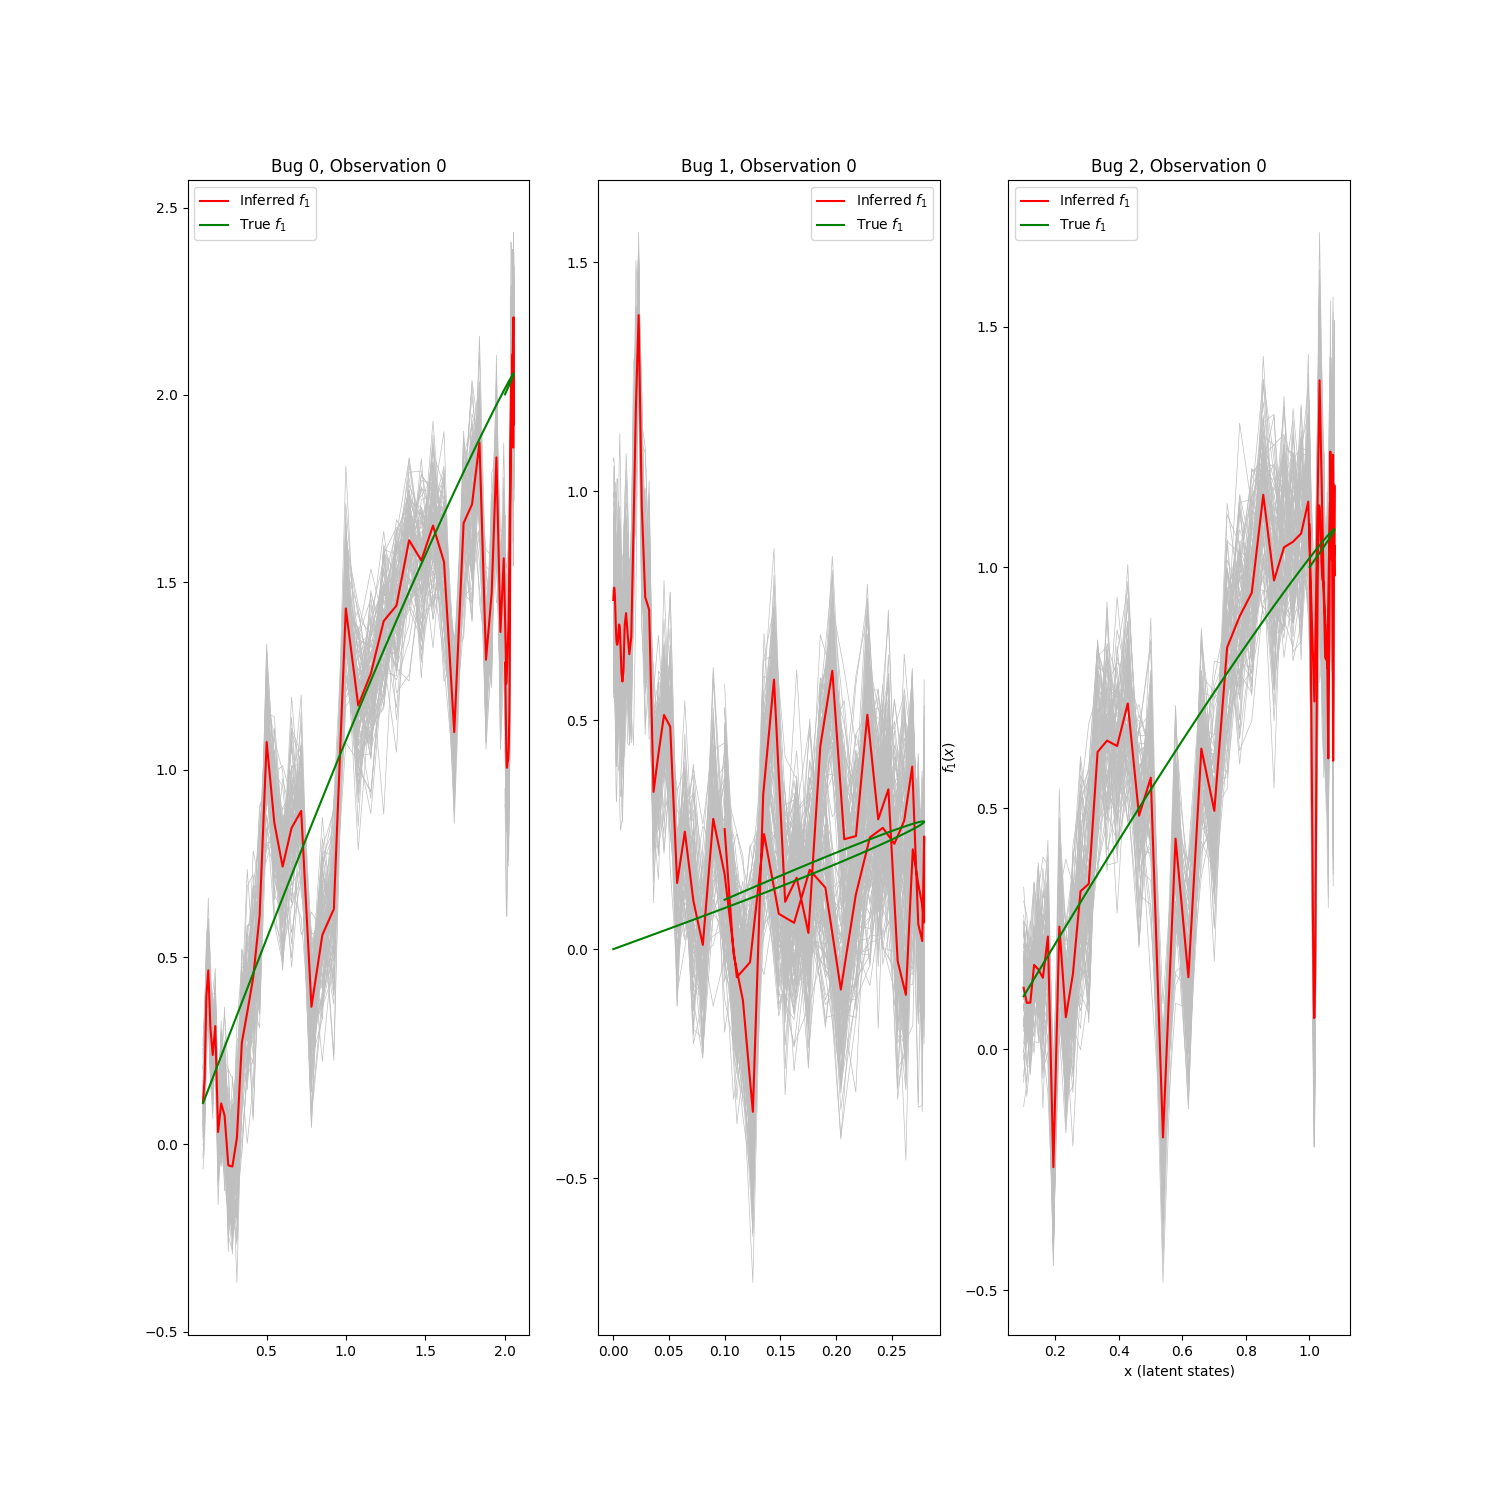 Bug 0, Observation 0
Inferred f₁
True f₁
2.5
2.0
1.5
1.0
0.5
0.0
−0.5
0.5 1.0 1.5 2.0
Bug 1, Observation 0
Inferred f₁
True f₁
1.5
1.0
0.5
0.0
−0.5
0.00 0.05 0.10 0.15 0.20 0.25
Bug 2, Observation 0
Inferred f₁
True f₁
f₁(x)
1.5
1.0
0.5
0.0
−0.5
0.2 0.4 0.6 0.8 1.0
x (latent states)